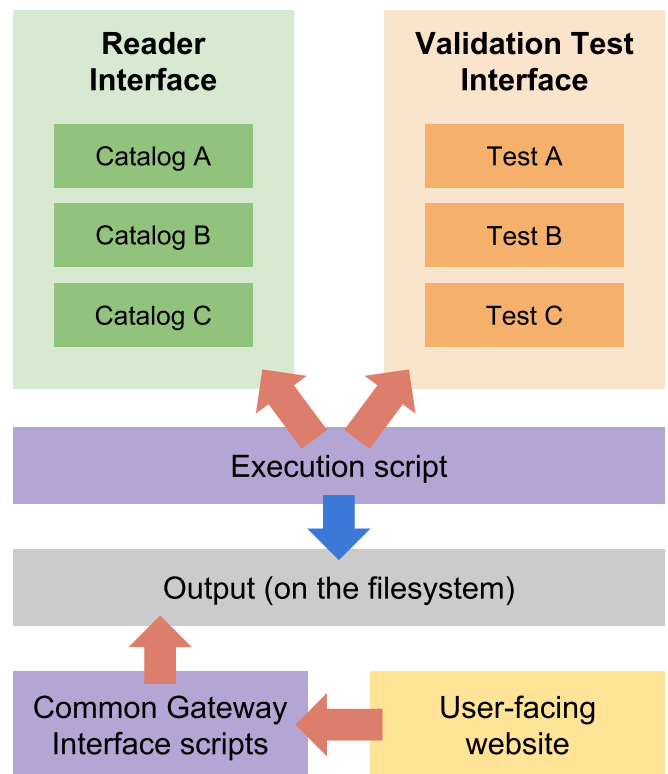 Reader
Interface
Catalog A
Catalog B
Catalog C
Validation Test
Interface
Test A
Test B
Test C
Execution script
Output (on the filesystem)
Common Gateway
Interface scripts
User-facing
website